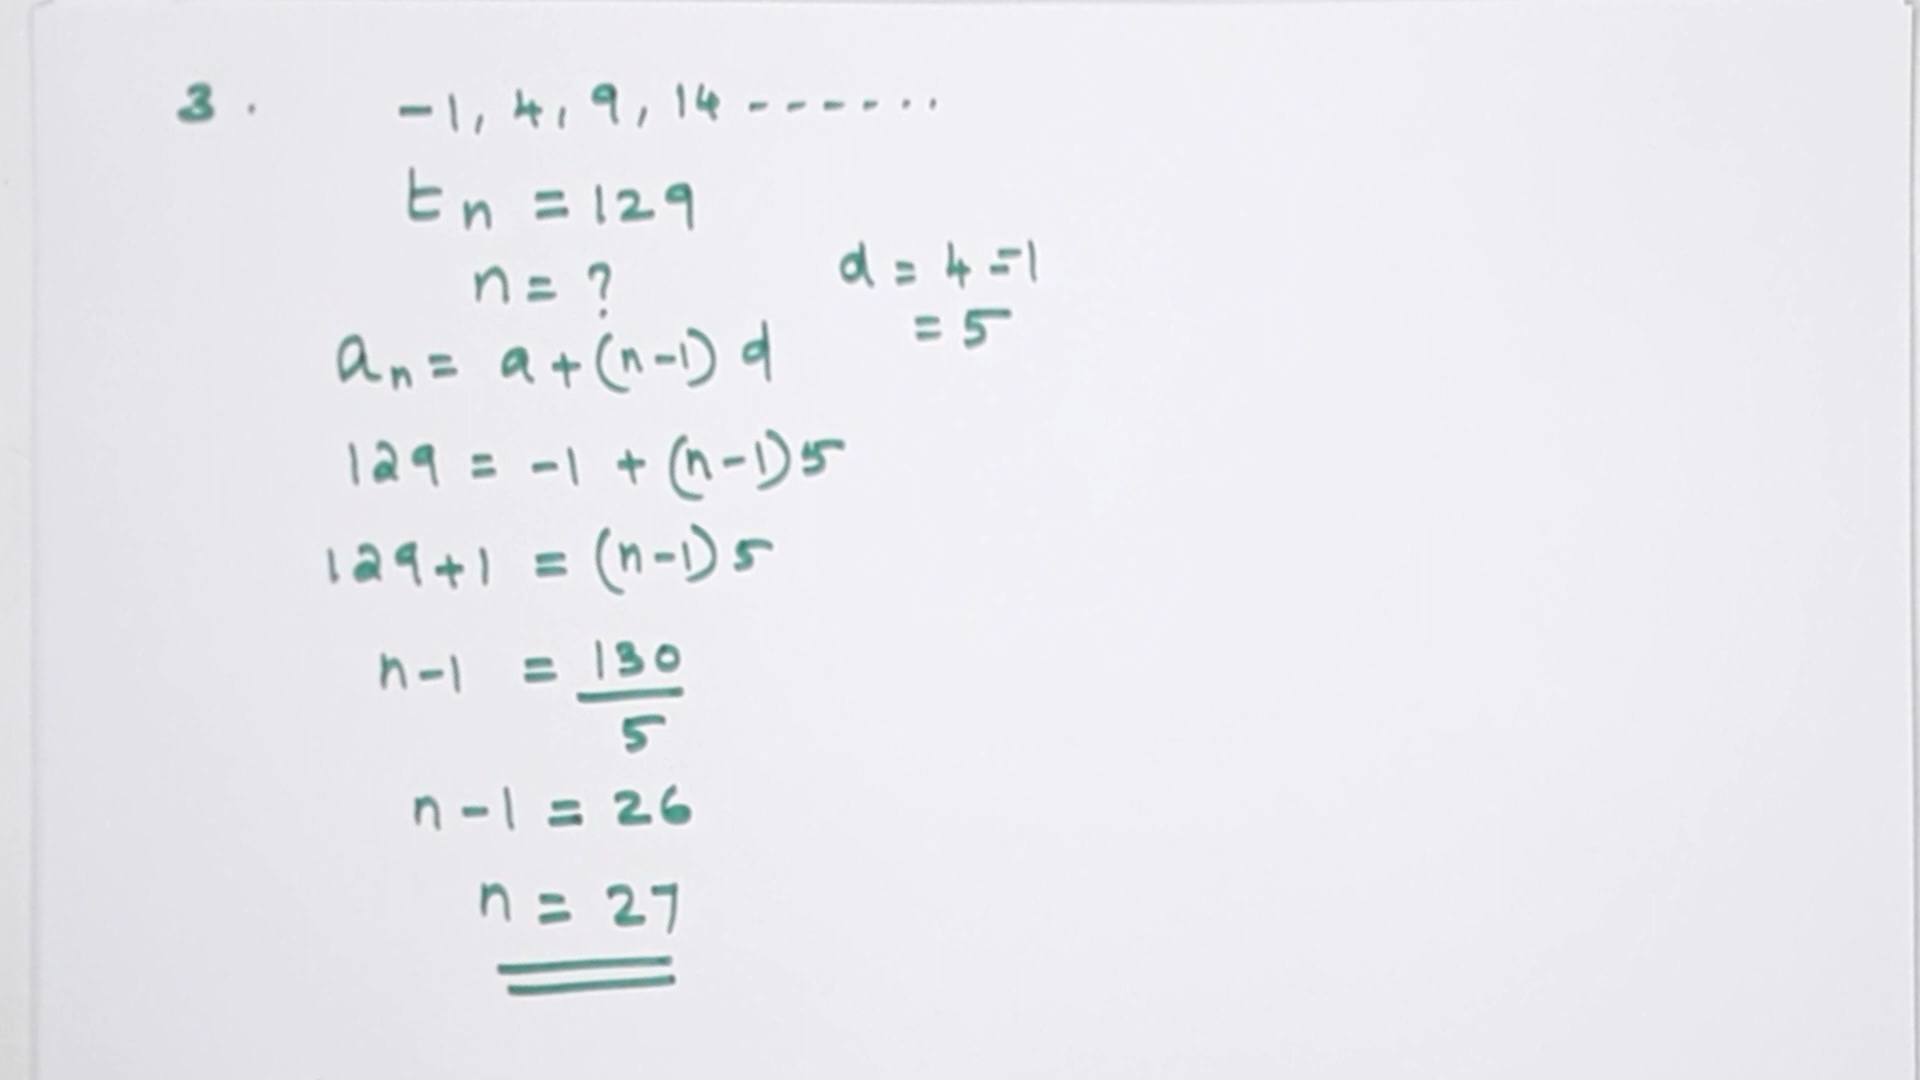 3. -1, 4, 9, 14 ------..
tn = 129
n = ?
d = 4 - -1
= 5
an = a + (n-1) d
129 = -1 + (n-1)5
129+1 = (n-1)5
n-1 = 130/5
n-1 = 26
n = 27